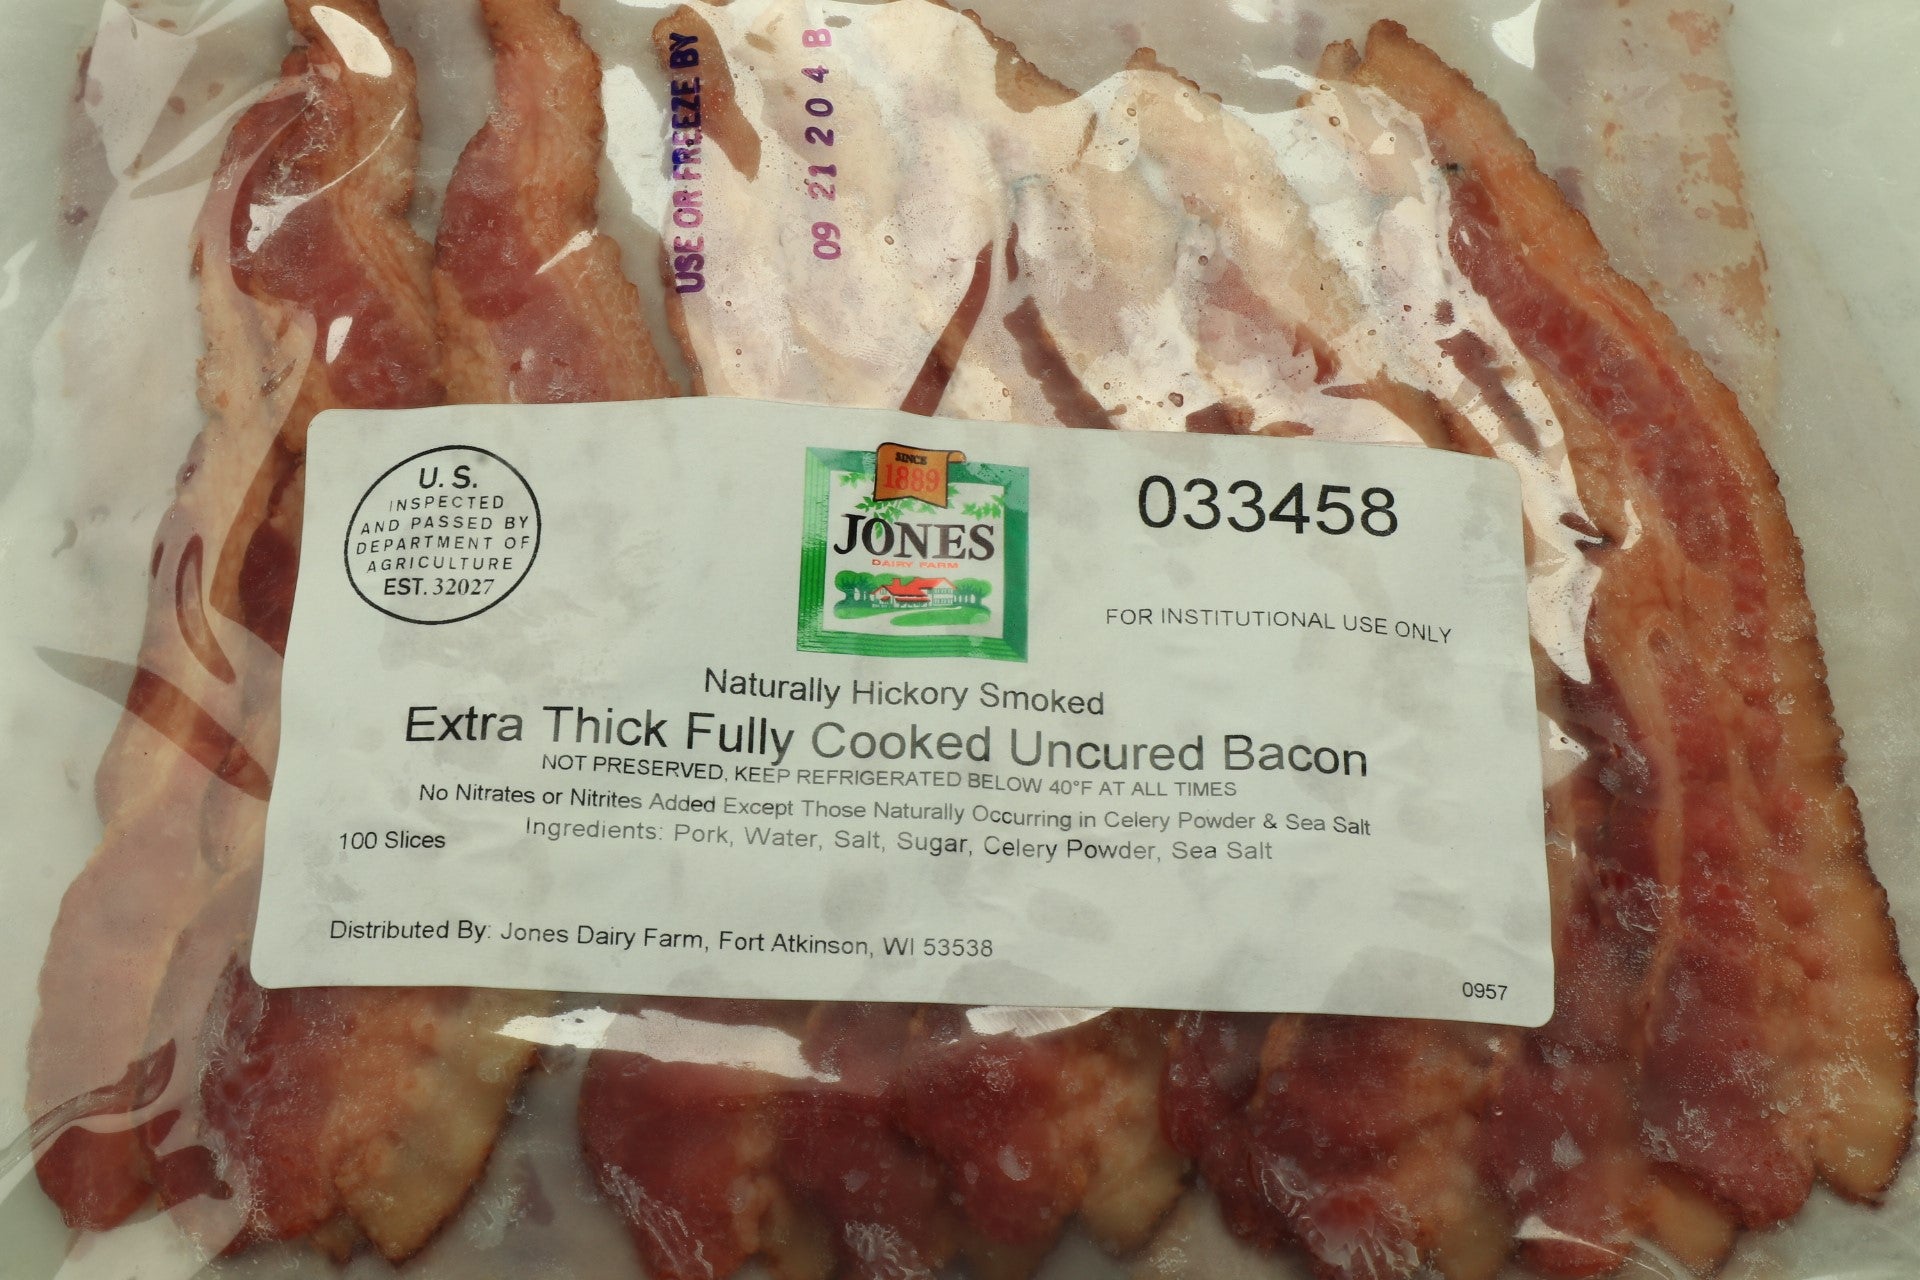 USE OR FREEZE BY
09 21 204 B
U.S.
INSPECTED
AND PASSED BY
DEPARTMENT OF
AGRICULTURE
EST. 32027
SINCE
1889
JONES
DAIRY FARM
033458
FOR INSTITUTIONAL USE ONLY
Naturally Hickory Smoked
Extra Thick Fully Cooked Uncured Bacon
NOT PRESERVED, KEEP REFRIGERATED BELOW 40°F AT ALL TIMES
No Nitrates or Nitrites Added Except Those Naturally Occurring in Celery Powder & Sea Salt
Ingredients: Pork, Water, Salt, Sugar, Celery Powder, Sea Salt
100 Slices
Distributed By: Jones Dairy Farm, Fort Atkinson, WI 53538
0957